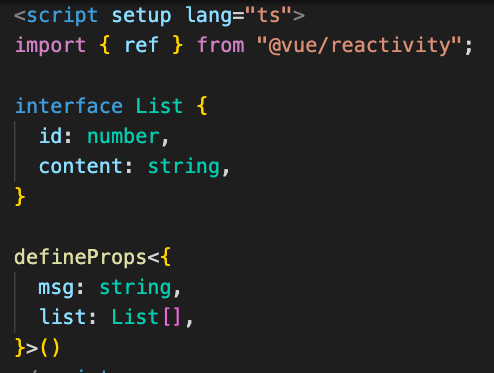 <script setup lang="ts">
import { ref } from "@vue/reactivity";
interface List {
id: number,
content: string,
}
defineProps<{
msg: string,
list: List[],
}>()